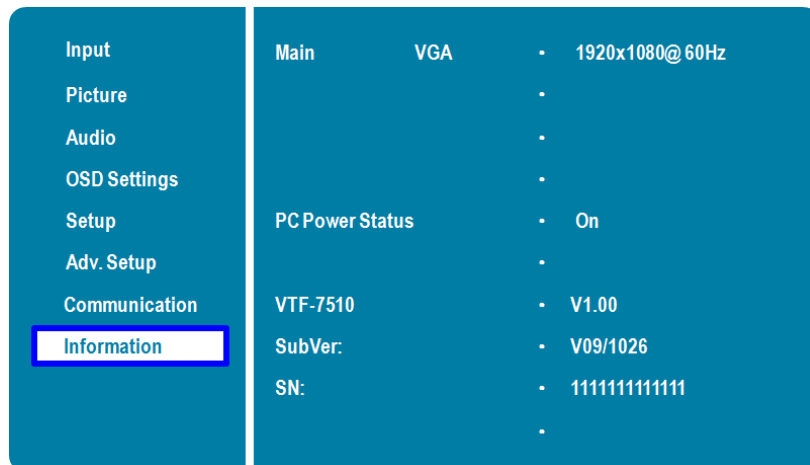 Input
Picture
Audio
OSD Settings
Setup
Adv. Setup
Communication
Information
Main VGA • 1920x1080@60Hz
•
•
•
PC Power Status • On
•
VTF-7510 • V1.00
SubVer: • V09/1026
SN: • 1111111111111
•